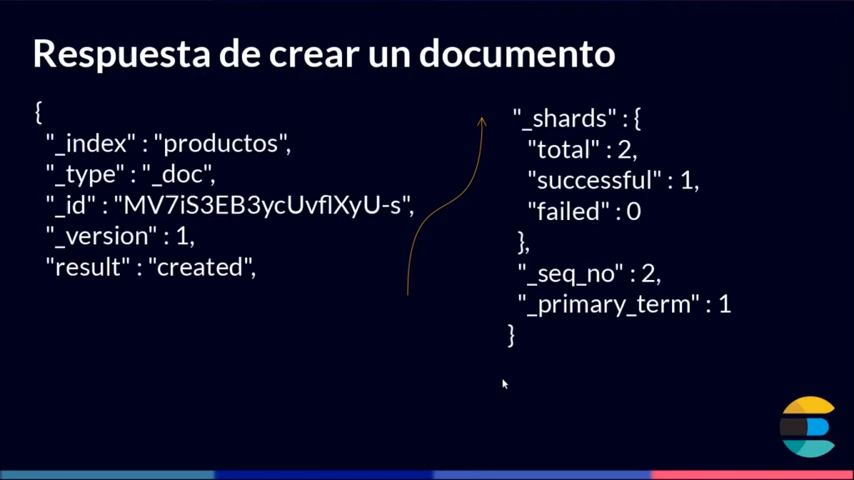 Respuesta de crear un documento
{
"_index" : "productos",
"_type" : "_doc",
"_id" : "MV7iS3EB3ycUvflXyU-s",
"_version" : 1,
"result" : "created",
"_shards" : {
"total" : 2,
"successful" : 1,
"failed" : 0
},
"_seq_no" : 2,
"_primary_term" : 1
}